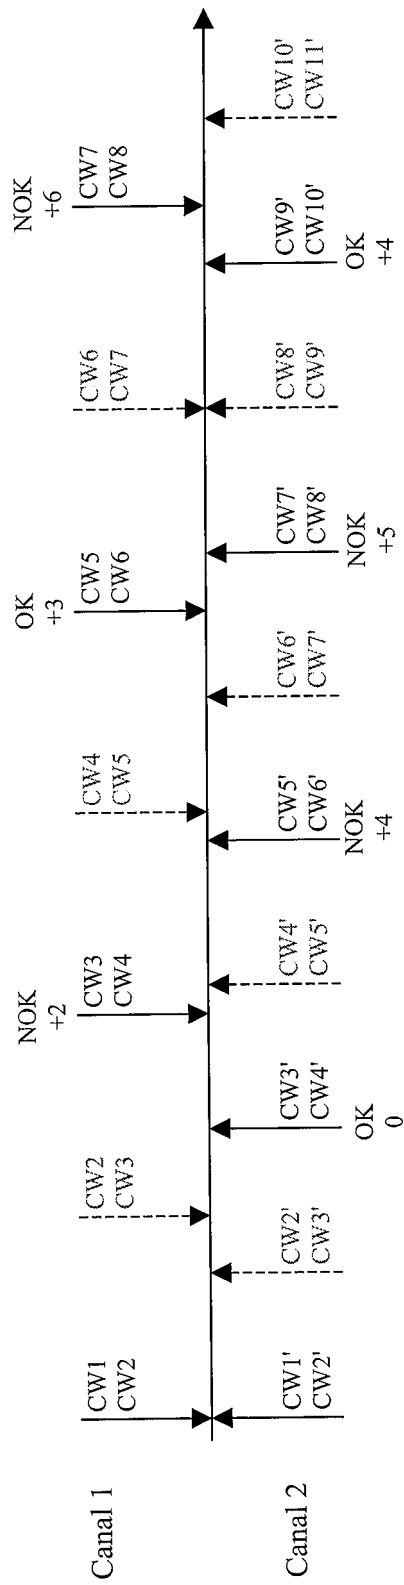 Canal 1
CW1
CW2
CW2
CW3
NOK
+2
CW3
CW4
CW4
CW5
OK
+3
CW5
CW6
CW6
CW7
NOK
+6
CW7
CW8
Canal 2
CW1'
CW2'
CW2'
CW3'
CW3'
CW4'
OK
0
CW4'
CW5'
CW5'
CW6'
NOK
+4
CW6'
CW7'
CW7'
CW8'
NOK
+5
CW8'
CW9'
CW9'
CW10'
OK
+4
CW10'
CW11'